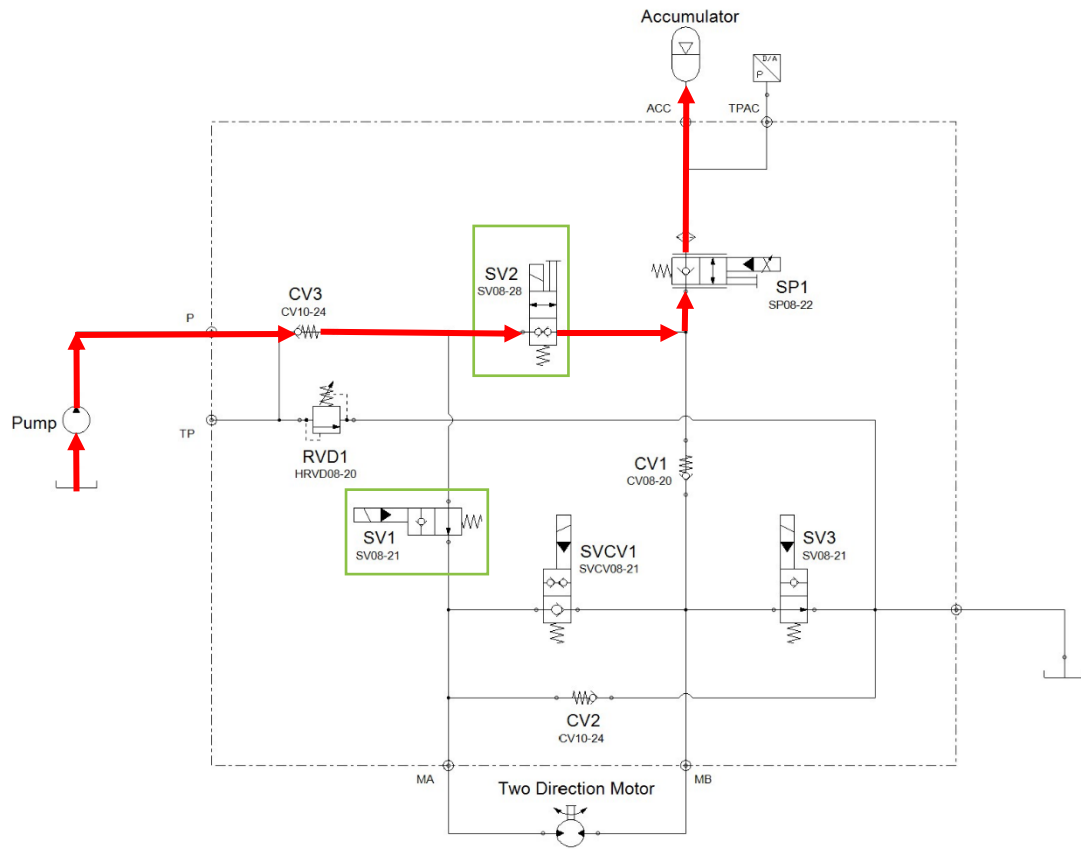 Accumulator
D/A
P
ACC
TPAC
SV2
SV08-28
SP1
SP08-22
CV3
CV10-24
P
Pump
TP
RVD1
HRVD08-20
CV1
CV08-20
SV1
SV08-21
SVCV1
SVCV08-21
SV3
SV08-21
CV2
CV10-24
MA
MB
Two Direction Motor